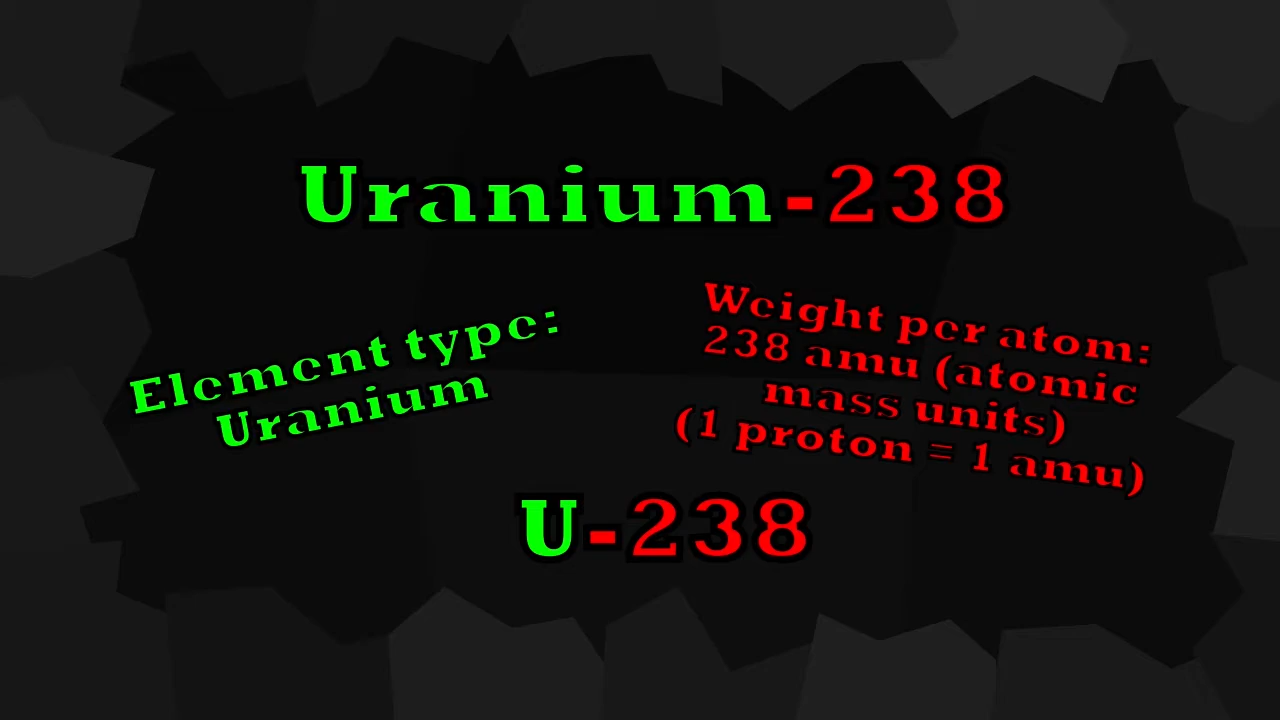 Uranium-238
Element type:
Uranium
Weight per atom:
238 amu (atomic
mass units)
(1 proton = 1 amu)
U-238